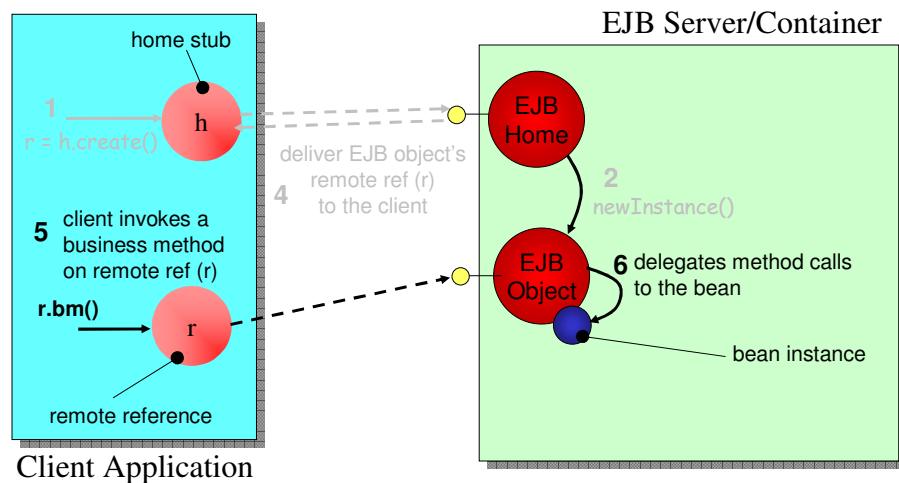 EJB Server/Container
home stub
1
r = h.create()
h
EJB
Home
4
deliver EJB object's
remote ref (r)
to the client
2
newInstance()
5
client invokes a
business method
on remote ref (r)
r.bm()
r
EJB
Object
6
delegates method calls
to the bean
bean instance
remote reference
Client Application